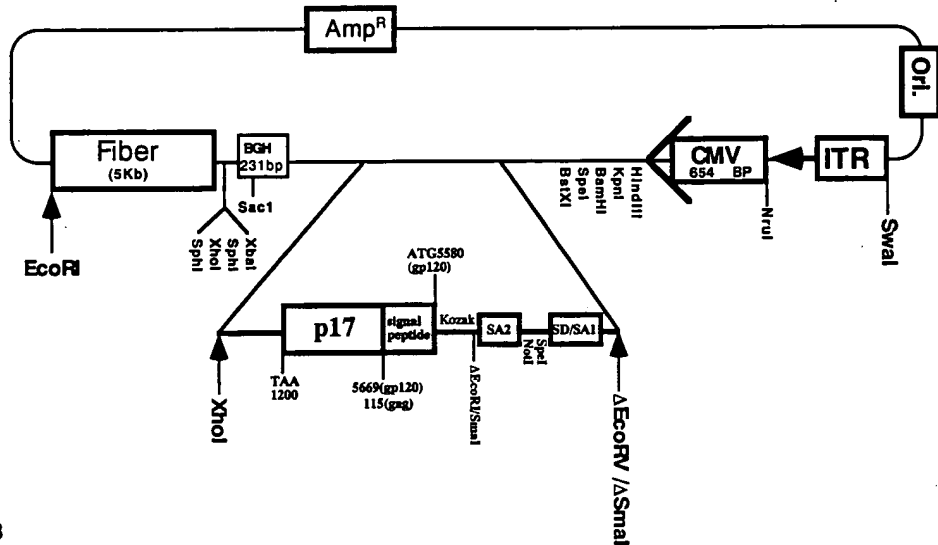 Amp^R
Ori.
Fiber
(5Kb)
BGH
231bp
CMV
654 BP
ITR
Sac1
SphI
XhoI
SphI
XbaI
BstXI
SpeI
BamHI
KpnI
HindIII
NruI
SwaI
EcoRI
ATG5580
(gp120)
p17
signal
peptide
Kozak
SA2
SD/SA1
NotI
SpeI
TAA
1200
5669(gp120)
115(gag)
ΔEcoRI/SmaI
XhoI
ΔEcoRV /ΔSmaI